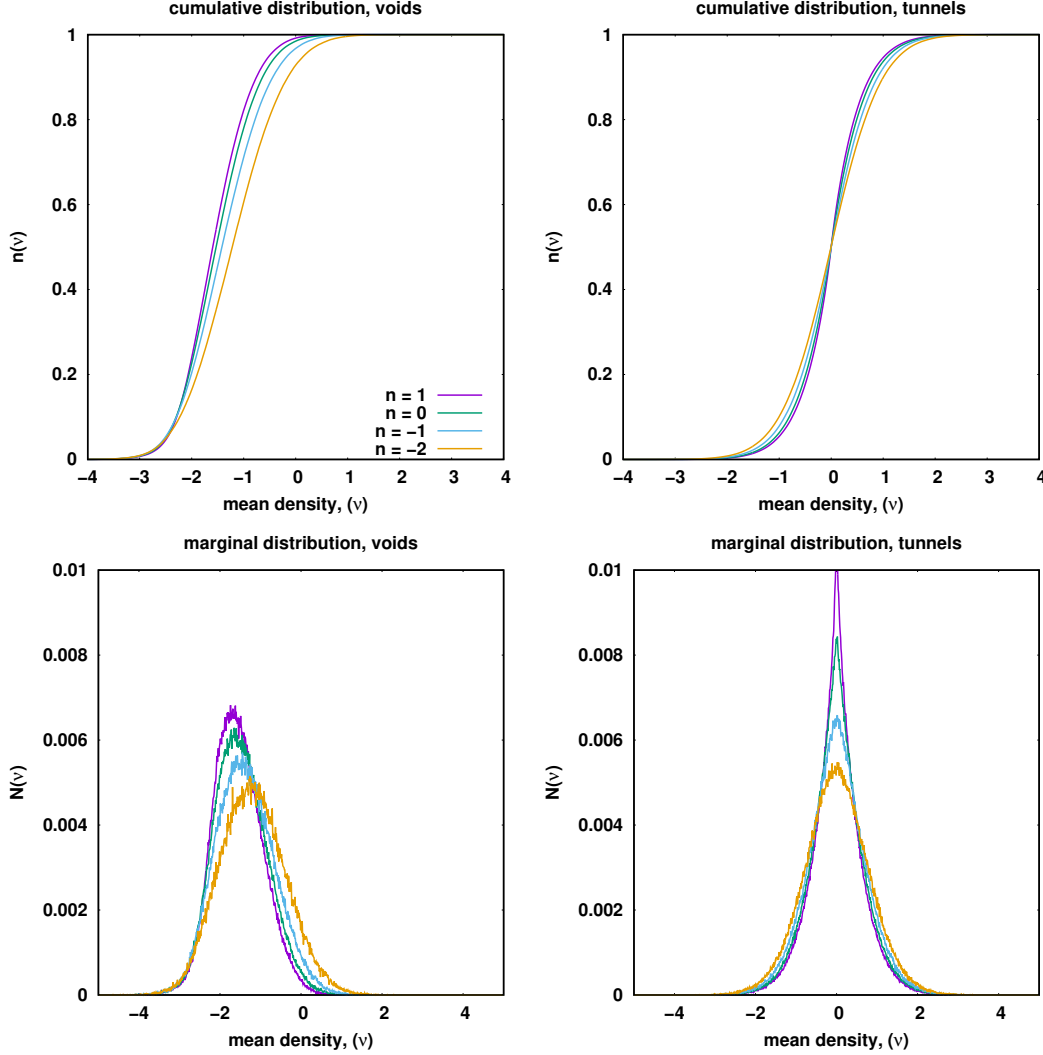 cumulative distribution, voids
1
0.8
0.6
0.4
0.2
0
n(ν)
n = 1
n = 0
n = −1
n = −2
−4 −3 −2 −1 0 1 2 3 4
mean density, (ν)
cumulative distribution, tunnels
1
0.8
0.6
0.4
0.2
0
n(ν)
−4 −3 −2 −1 0 1 2 3 4
mean density, (ν)
marginal distribution, voids
0.01
0.008
0.006
0.004
0.002
0
N(ν)
−4 −2 0 2 4
mean density, (ν)
marginal distribution, tunnels
0.01
0.008
0.006
0.004
0.002
0
N(ν)
−4 −2 0 2 4
mean density, (ν)